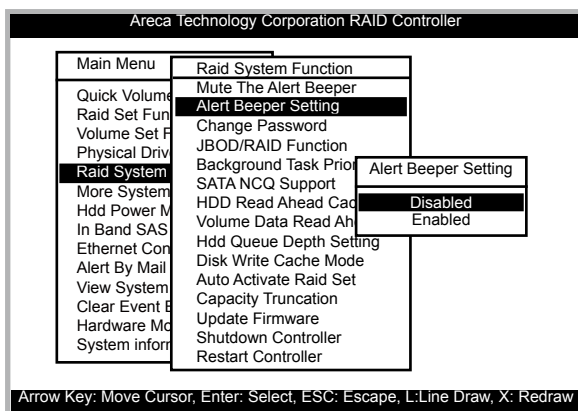 Areca Technology Corporation RAID Controller
Main Menu
Quick Volume
Raid Set Fun
Volume Set F
Physical Driv
Raid System
More System
Hdd Power M
In Band SAS
Ethernet Con
Alert By Mail
View System
Clear Event B
Hardware Mo
System inform
Raid System Function
Mute The Alert Beeper
Alert Beeper Setting
Change Password
JBOD/RAID Function
Background Task Prior
SATA NCQ Support
HDD Read Ahead Cac
Volume Data Read Ah
Hdd Queue Depth Setting
Disk Write Cache Mode
Auto Activate Raid Set
Capacity Truncation
Update Firmware
Shutdown Controller
Restart Controller
Alert Beeper Setting
Disabled
Enabled
Arrow Key: Move Cursor, Enter: Select, ESC: Escape, L:Line Draw, X: Redraw